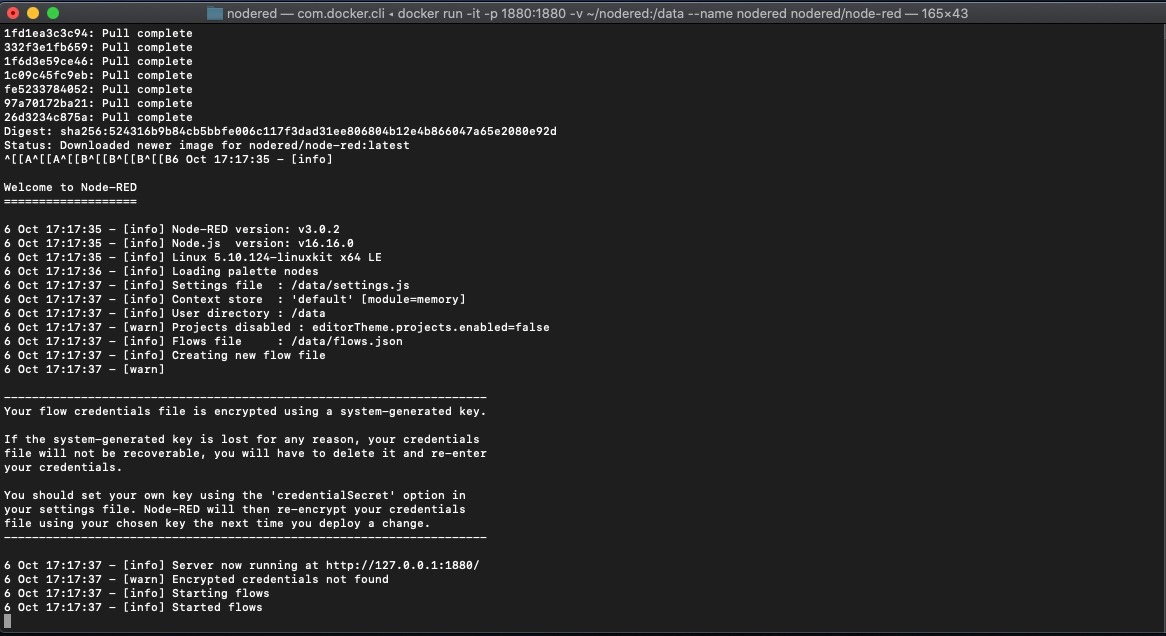 nodered — com.docker.cli ◂ docker run -it -p 1880:1880 -v ~/nodered:/data --name nodered nodered/node-red — 165×43
1fd1ea3c3c94: Pull complete
332f3e1fb659: Pull complete
1f6d3e59ce46: Pull complete
1c09c45fc9eb: Pull complete
fe5233784052: Pull complete
97a70172ba21: Pull complete
26d3234c875a: Pull complete
Digest: sha256:524316b9b84cb5bbfe006c117f3dad31ee806804b12e4b866047a65e2080e92d
Status: Downloaded newer image for nodered/node-red:latest
^[[A^[[A^[[B^[[B^[[B^[[B6 Oct 17:17:35 - [info]
Welcome to Node-RED
===================
6 Oct 17:17:35 - [info] Node-RED version: v3.0.2
6 Oct 17:17:35 - [info] Node.js  version: v16.16.0
6 Oct 17:17:35 - [info] Linux 5.10.124-linuxkit x64 LE
6 Oct 17:17:36 - [info] Loading palette nodes
6 Oct 17:17:37 - [info] Settings file  : /data/settings.js
6 Oct 17:17:37 - [info] Context store  : 'default' [module=memory]
6 Oct 17:17:37 - [info] User directory : /data
6 Oct 17:17:37 - [warn] Projects disabled : editorTheme.projects.enabled=false
6 Oct 17:17:37 - [info] Flows file     : /data/flows.json
6 Oct 17:17:37 - [info] Creating new flow file
6 Oct 17:17:37 - [warn]
---------------------------------------------------------------------
Your flow credentials file is encrypted using a system-generated key.
If the system-generated key is lost for any reason, your credentials
file will not be recoverable, you will have to delete it and re-enter
your credentials.
You should set your own key using the 'credentialSecret' option in
your settings file. Node-RED will then re-encrypt your credentials
file using your chosen key the next time you deploy a change.
---------------------------------------------------------------------
6 Oct 17:17:37 - [info] Server now running at http://127.0.0.1:1880/
6 Oct 17:17:37 - [warn] Encrypted credentials not found
6 Oct 17:17:37 - [info] Starting flows
6 Oct 17:17:37 - [info] Started flows